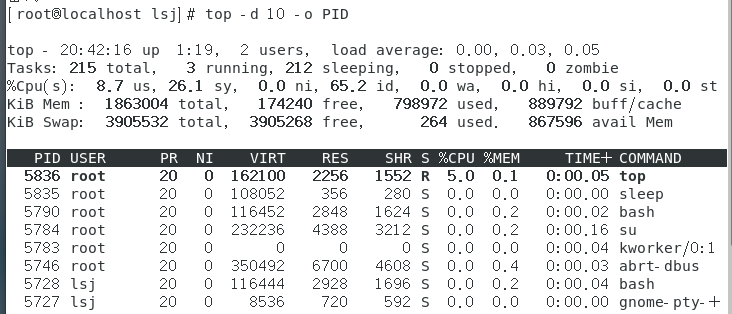 [root@localhost lsj]# top -d 10 -o PID
top - 20:42:16 up  1:19,  2 users,  load average: 0.00, 0.03, 0.05
Tasks: 215 total,   3 running, 212 sleeping,   0 stopped,   0 zombie
%Cpu(s):  8.7 us, 26.1 sy,  0.0 ni, 65.2 id,  0.0 wa,  0.0 hi,  0.0 si,  0.0 st
KiB Mem :  1863004 total,   174240 free,   798972 used,   889792 buff/cache
KiB Swap:  3905532 total,  3905268 free,      264 used.   867596 avail Mem
PID USER      PR  NI    VIRT    RES    SHR S %CPU %MEM     TIME+ COMMAND
5836 root      20   0  162100   2256   1552 R  5.0  0.1   0:00.05 top
5835 root      20   0  108052    356    280 S  0.0  0.0   0:00.00 sleep
5790 root      20   0  116452   2848   1624 S  0.0  0.2   0:00.02 bash
5784 root      20   0  232236   4388   3212 S  0.0  0.2   0:00.16 su
5783 root      20   0       0      0      0 S  0.0  0.0   0:00.04 kworker/0:1
5746 root      20   0  350492   6700   4608 S  0.0  0.4   0:00.03 abrt-dbus
5728 lsj       20   0  116444   2928   1696 S  0.0  0.2   0:00.04 bash
5727 lsj       20   0    8536    720    592 S  0.0  0.0   0:00.00 gnome-pty-+